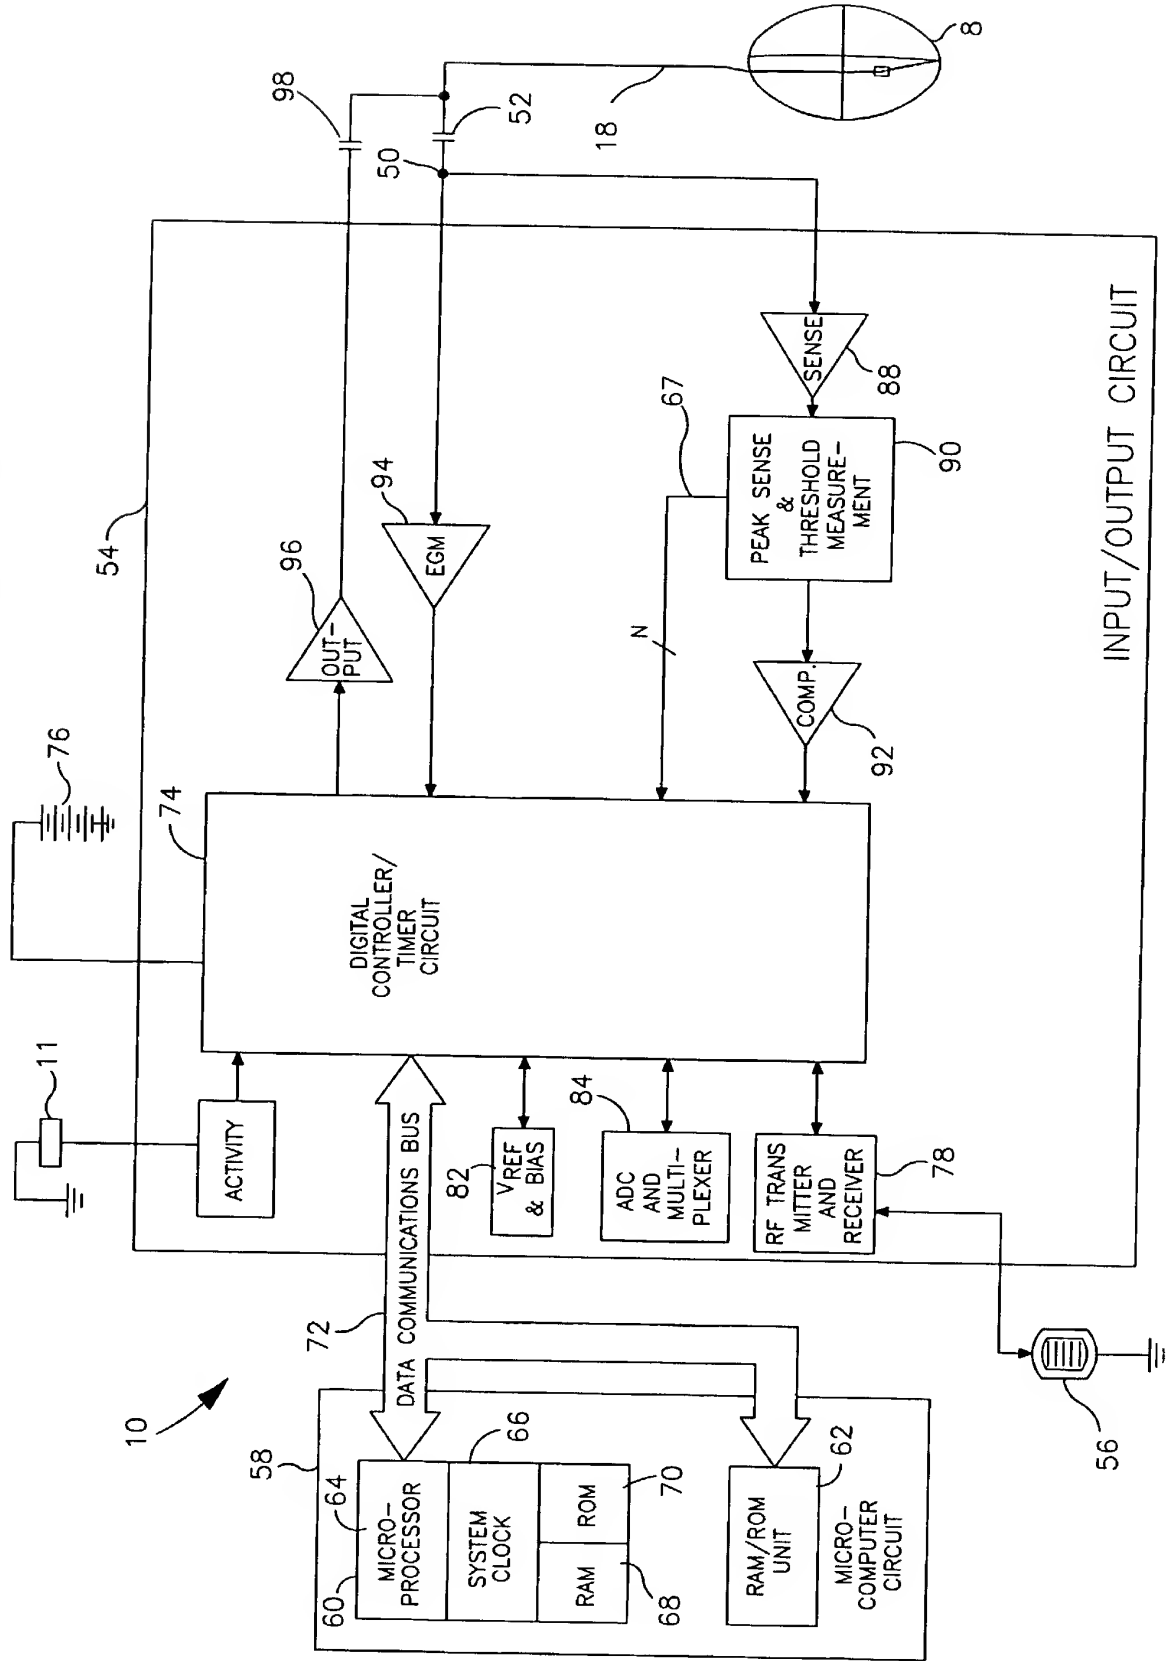 10
58
60
64
MICRO-
PROCESSOR
66
SYSTEM
CLOCK
RAM
ROM
68
70
RAM/ROM
UNIT
62
MICRO-
COMPUTER
CIRCUIT
72
DATA COMMUNICATIONS BUS
56
11
ACTIVITY
82
VREF
& BIAS
84
ADC
AND
MULTI-
PLEXER
RF TRANS
MITTER
AND
RECEIVER
78
76
74
DIGITAL
CONTROLLER/
TIMER
CIRCUIT
54
96
OUT-
PUT
94
EGM
N
67
COMP.
92
PEAK SENSE
&
THRESHOLD
MEASURE-
MENT
90
SENSE
88
INPUT/OUTPUT CIRCUIT
98
50
52
18
8